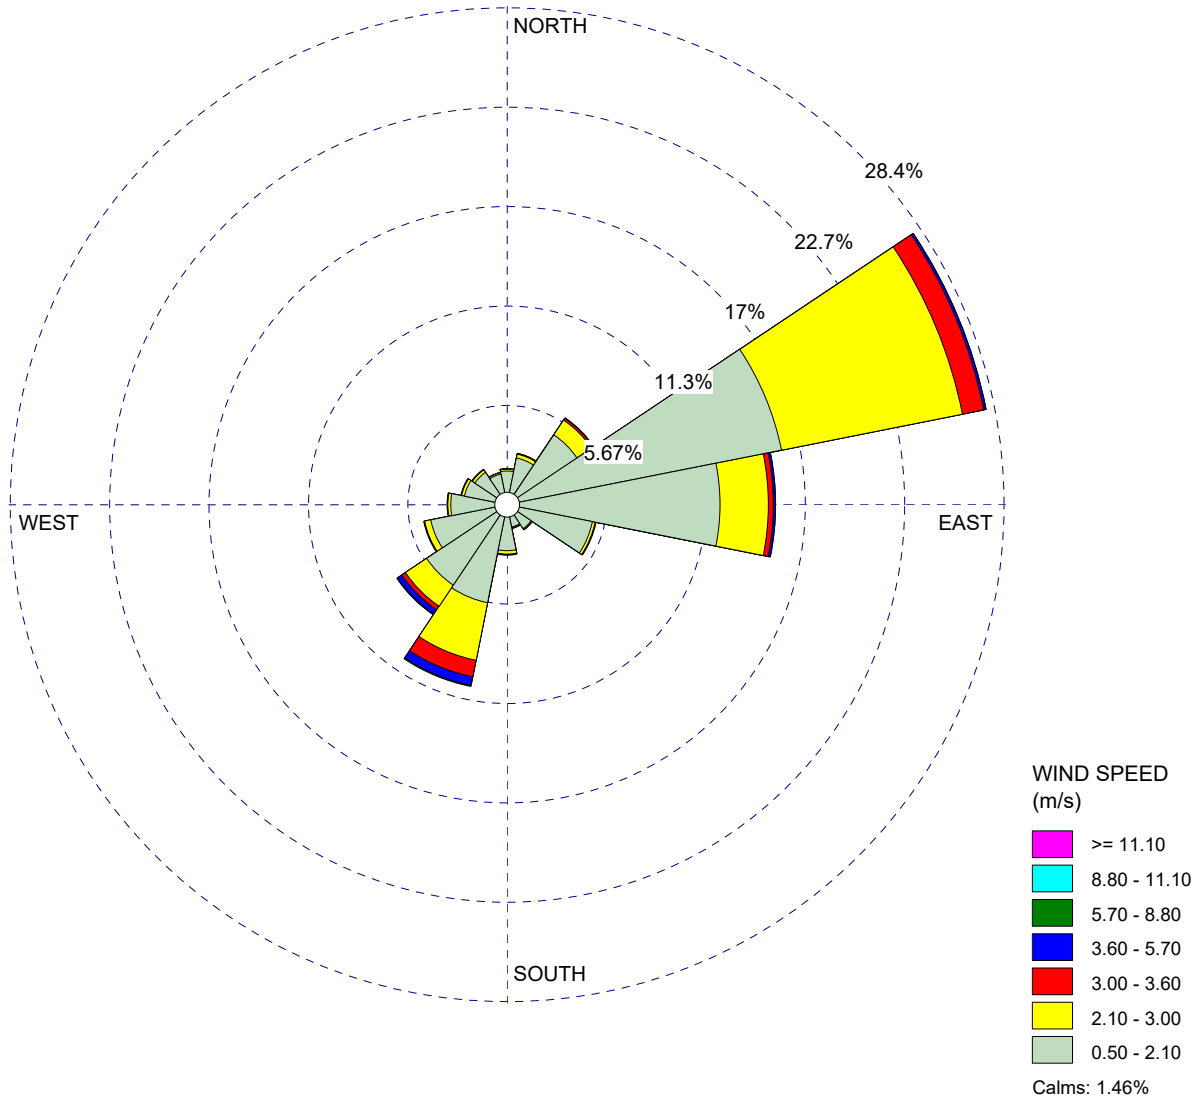 NORTH
28.4%
22.7%
17%
11.3%
5.67%
WEST
EAST
SOUTH
WIND SPEED
(m/s)
>= 11.10
8.80 - 11.10
5.70 - 8.80
3.60 - 5.70
3.00 - 3.60
2.10 - 3.00
0.50 - 2.10
Calms: 1.46%